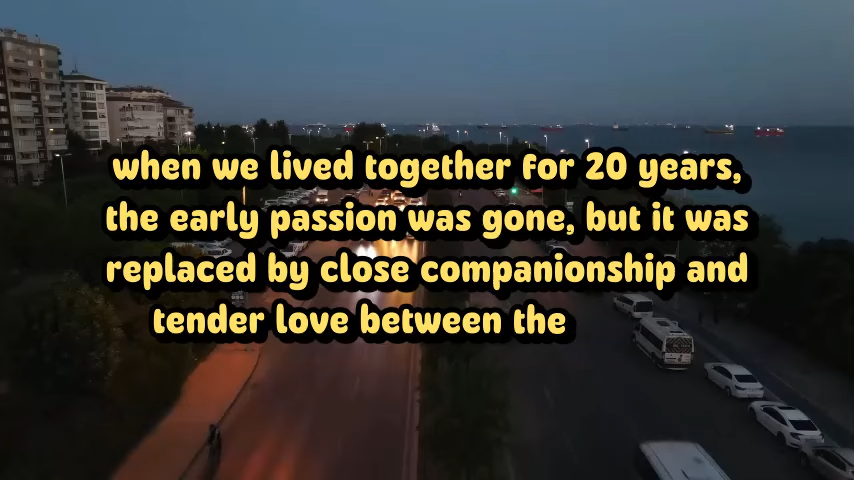 when we lived together for 20 years,
the early passion was gone, but it was
replaced by close companionship and
tender love between the